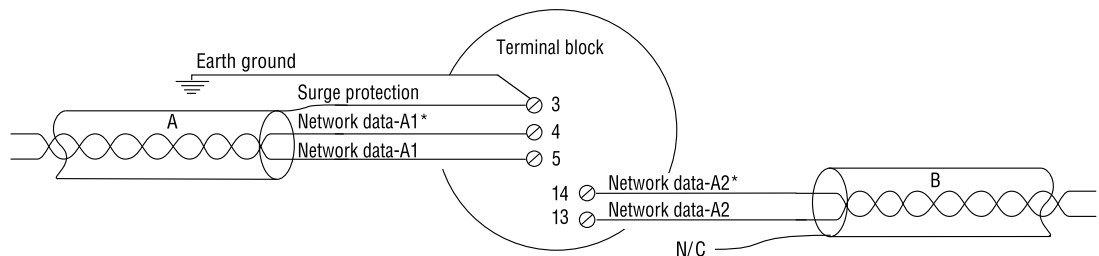 Terminal block
Earth ground
Surge protection
3
A
Network data-A1*
4
Network data-A1
5
14
Network data-A2*
B
13
Network data-A2
N/C